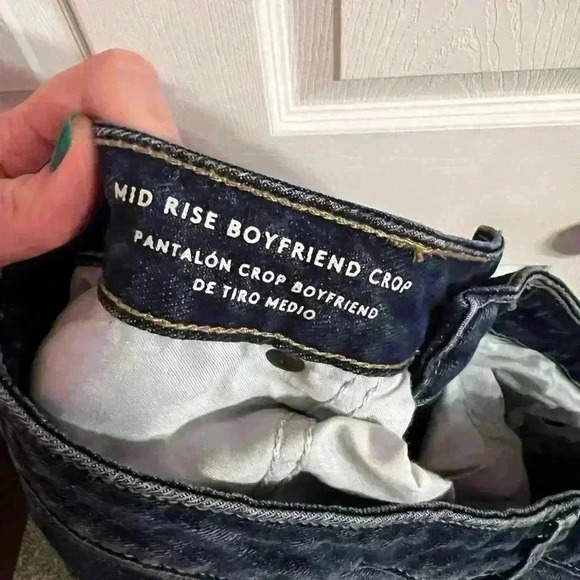 MID RISE BOYFRIEND CROP
PANTALÓN CROP BOYFRIEND
DE TIRO MEDIO